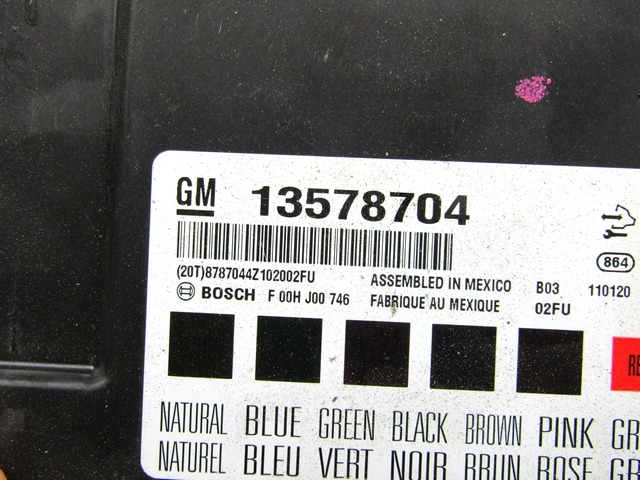 GM 13578704
864
(20T)8787044Z102002FU ASSEMBLED IN MEXICO B03 110120
BOSCH F 00H J00 746 FABRIQUE AU MEXIQUE 02FU
NATURAL BLUE GREEN BLACK BROWN PINK
NATUREL BLEU VERT NOIR BRUN ROSE